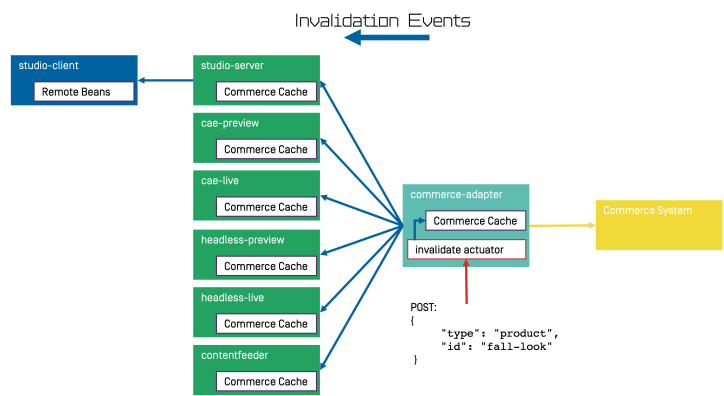 Invalidation Events
studio-client
Remote Beans
studio-server
Commerce Cache
cae-preview
Commerce Cache
cae-live
Commerce Cache
headless-preview
Commerce Cache
headless-live
Commerce Cache
contentfeeder
Commerce Cache
commerce-adapter
Commerce Cache
invalidate actuator
Commerce System
POST:
{
"type": "product",
"id": "fall-look"
}